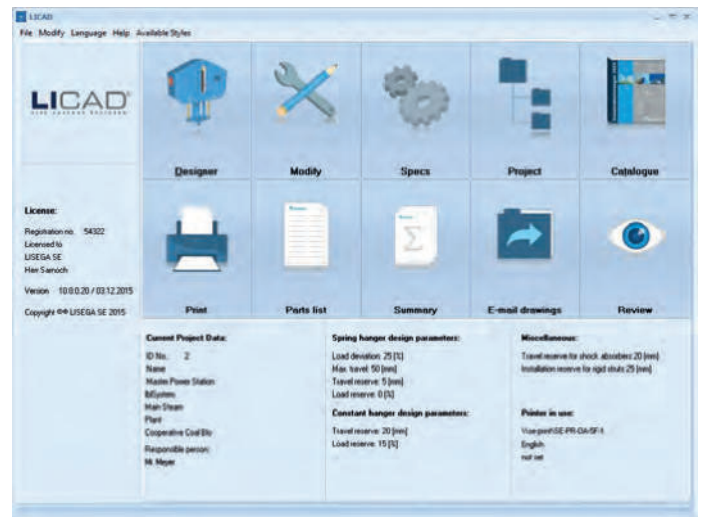 LICAD
File Modify Language Help Available Styles
LICAD
Designer
Modify
Specs
Project
Catalogue
License:
Registration no. 54322
Licensed to
LISEGA SE
Herr Samoch
Version 10.0.0.20 / 03.12.2015
Copyright LISEGA SE 2015
Print
Parts list
Summary
E-mail drawings
Review
Current Project Data:
ID No. 2
Name
Master Power Station
Main Steam
Plant
Cooperative
Responsible person:
Mr. Meyer
Spring hanger design parameters:
Load deviation: 25 [%]
Max. travel: 50 [mm]
Travel reserve: 5 [mm]
Load reserve: 0 [%]
Constant hanger design parameters:
Travel reserve: 20 [mm]
Load reserve: 15 [%]
Miscellaneous:
Travel reserve for shock absorbers 20 [mm]
Installation reserve for rigid struts 25 [mm]
Printer in use:
English
not set